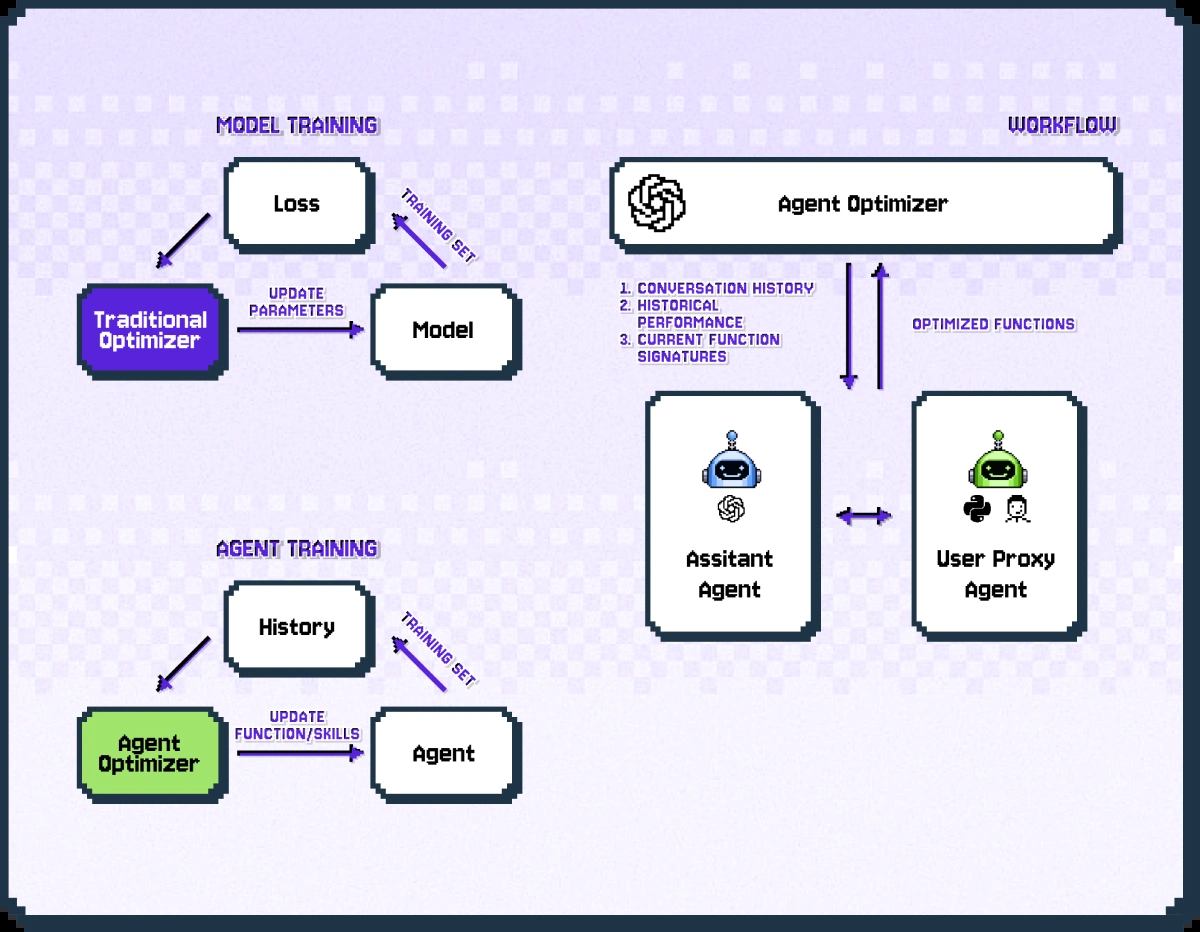 MODEL TRAINING
Loss
TRAINING SET
Traditional
Optimizer
UPDATE
PARAMETERS
Model
AGENT TRAINING
History
TRAINING SET
Agent
Optimizer
UPDATE
FUNCTION/SKILLS
Agent
WORKFLOW
Agent Optimizer
1. CONVERSATION HISTORY
2. HISTORICAL
PERFORMANCE
3. CURRENT FUNCTION
SIGNATURES
OPTIMIZED FUNCTIONS
Assitant
Agent
User Proxy
Agent